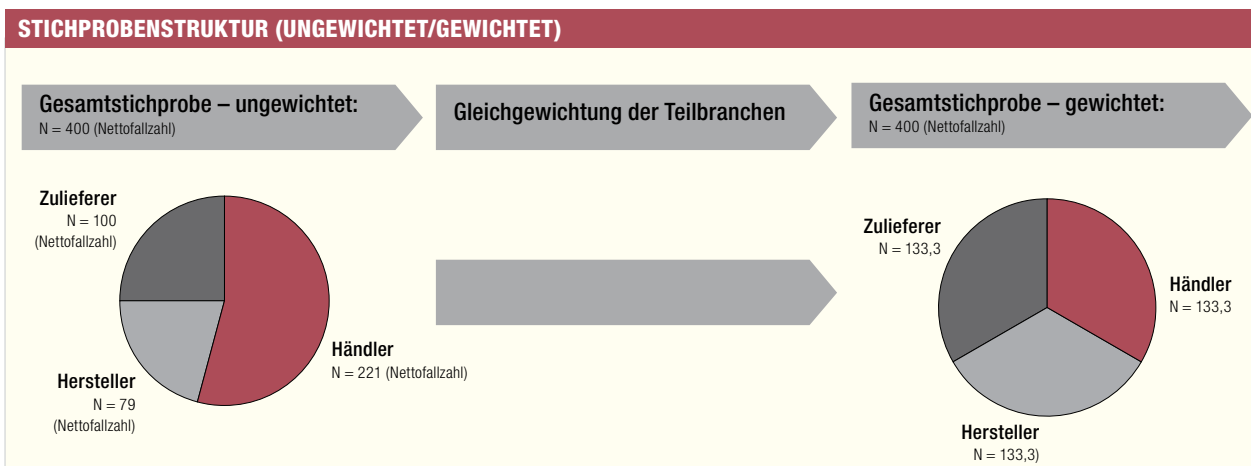 STICHPROBENSTRUKTUR (UNGEWICHTET/GEWICHTET)
Gesamtstichprobe – ungewichtet:
N = 400 (Nettofallzahl)
Gleichgewichtung der Teilbranchen
Gesamtstichprobe – gewichtet:
N = 400 (Nettofallzahl)
Zulieferer
N = 100
(Nettofallzahl)
Händler
N = 221 (Nettofallzahl)
Hersteller
N = 79
(Nettofallzahl)
Zulieferer
N = 133,3
Händler
N = 133,3
Hersteller
N = 133,3)